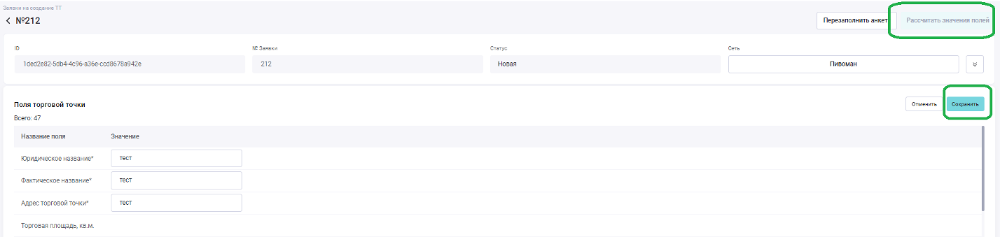 Заявки на создание ТТ
№212
Перезаполнить анкет
Рассчитать значения полей
ID
№ Заявки
Статус
Сеть
1ded2e82-5db4-4c96-a36e-ccd8678a942e
212
Новая
Пивоман
Поля торговой точки
Отменить
Сохранить
Всего: 47
Название поля
Значение
Юридическое название*
тест
Фактическое название*
тест
Адрес торговой точки*
тест
Торговая площадь, кв.м.